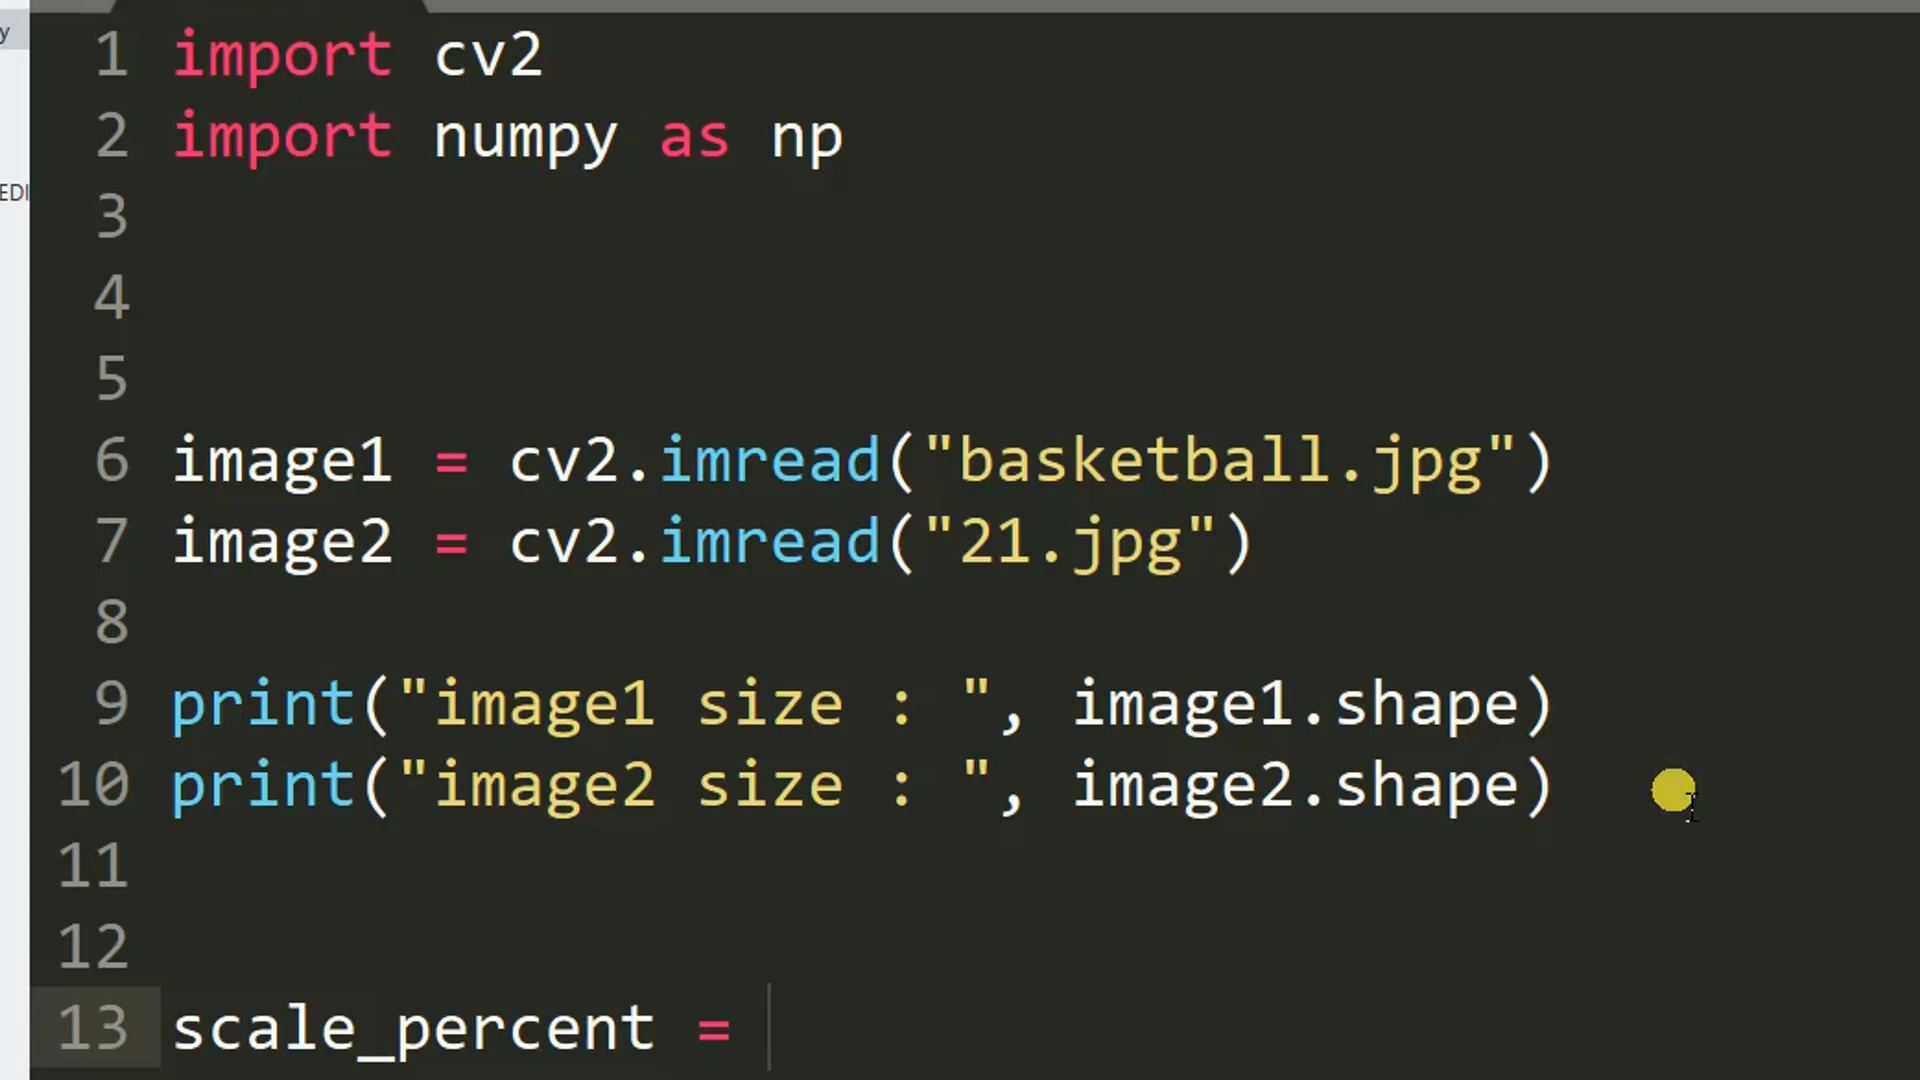 y
EDI
1 import cv2
2 import numpy as np
3
4
5
6 image1 = cv2.imread("basketball.jpg")
7 image2 = cv2.imread("21.jpg")
8
9 print("image1 size : ", image1.shape)
10 print("image2 size : ", image2.shape)
11
12
13 scale_percent =